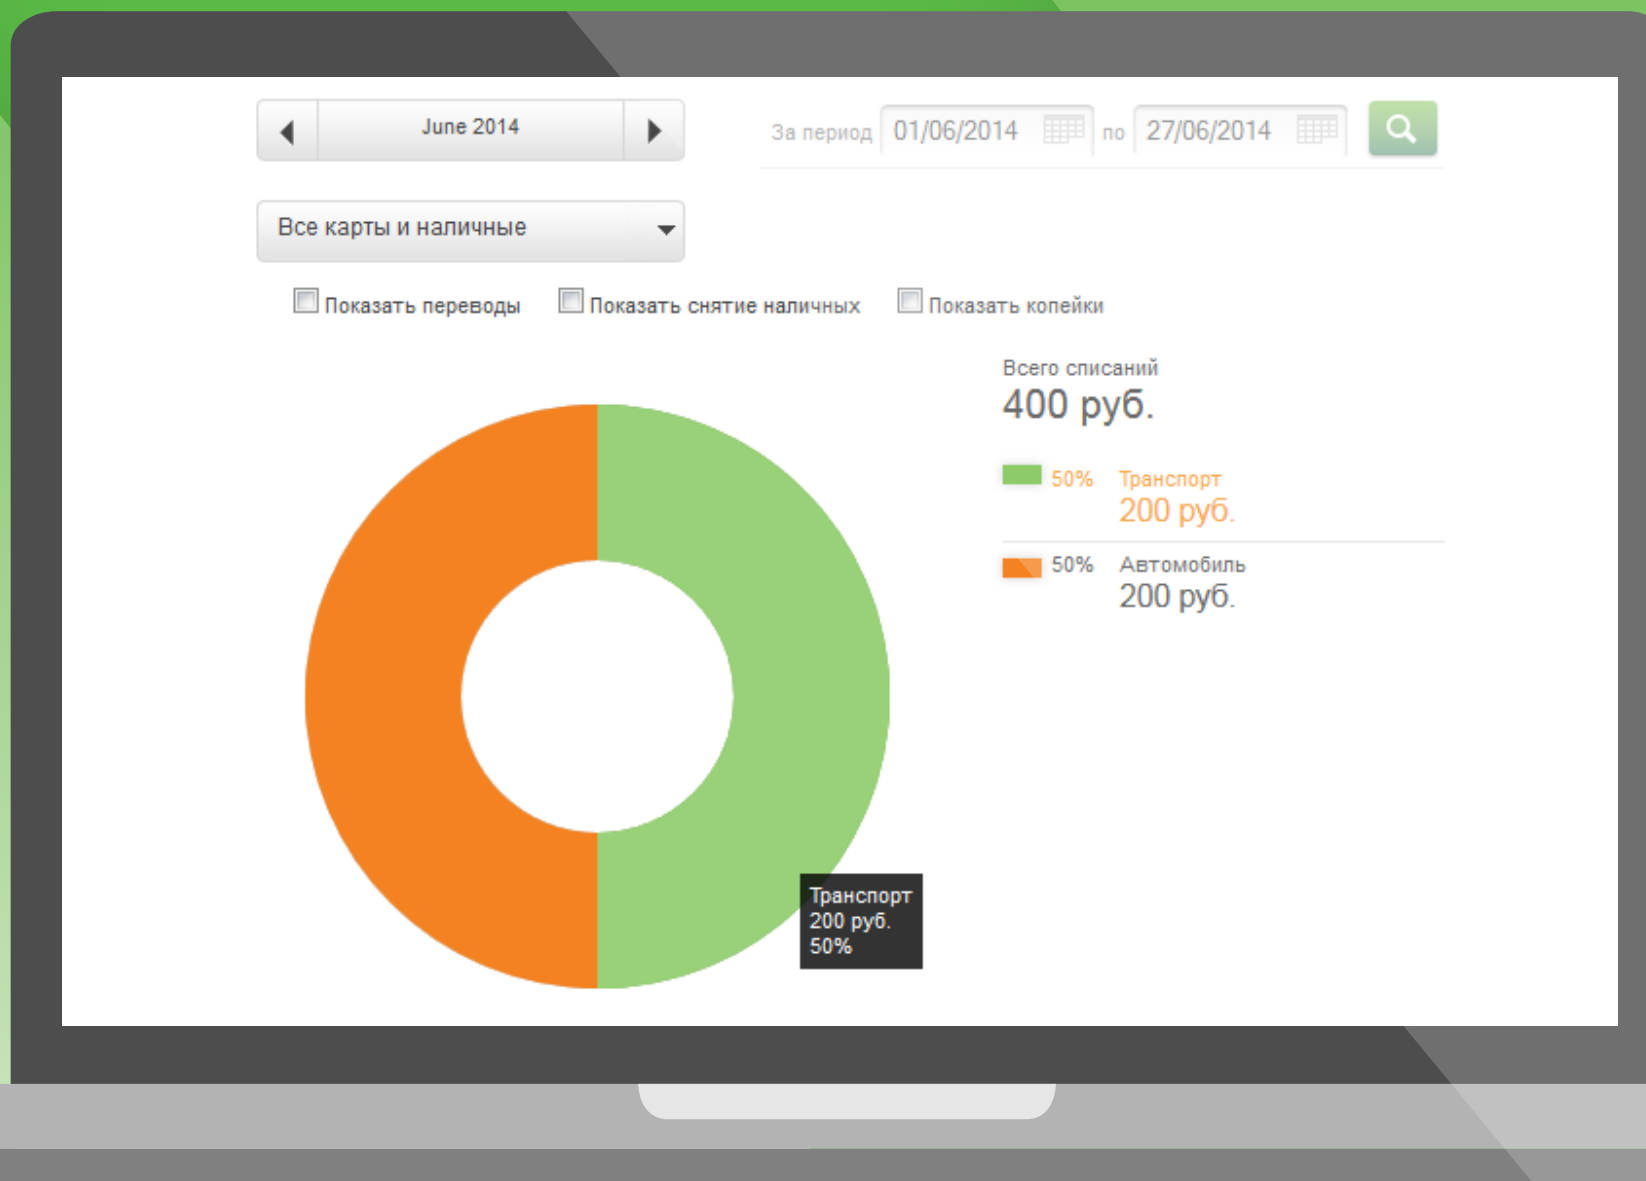 June 2014
За период 01/06/2014 по 27/06/2014
Все карты и наличные
Показать переводы Показать снятие наличных Показать копейки
Всего списаний
400 руб.
50% Транспорт
200 руб.
50% Автомобиль
200 руб.
Транспорт
200 руб.
50%